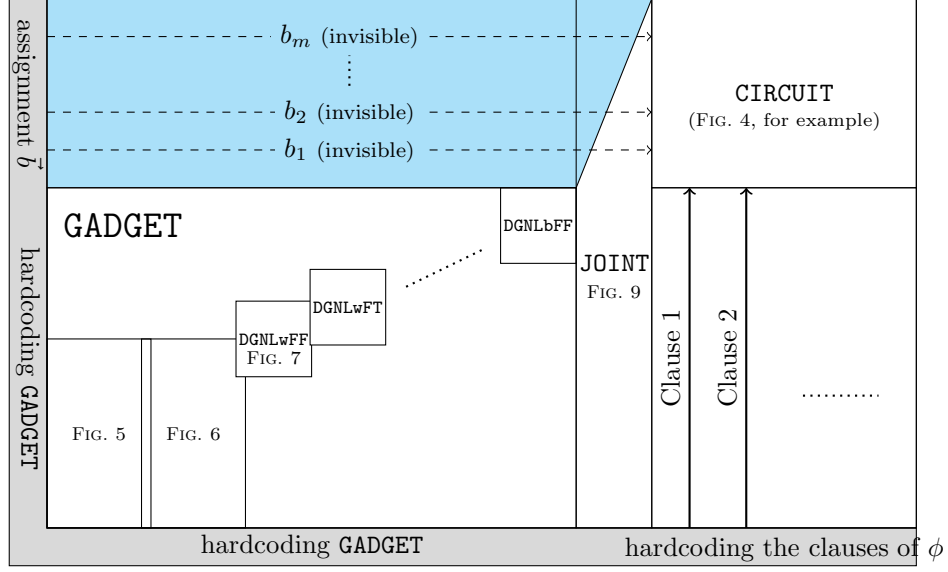 assignment b⃗
b_m (invisible)
b_2 (invisible)
b_1 (invisible)
CIRCUIT
(FIG. 4, for example)
GADGET
DGNLbFF
JOINT
FIG. 9
DGNLwFT
DGNLwFF
FIG. 7
hardcoding GADGET
FIG. 5
FIG. 6
Clause 1
Clause 2
hardcoding GADGET
hardcoding the clauses of ϕ